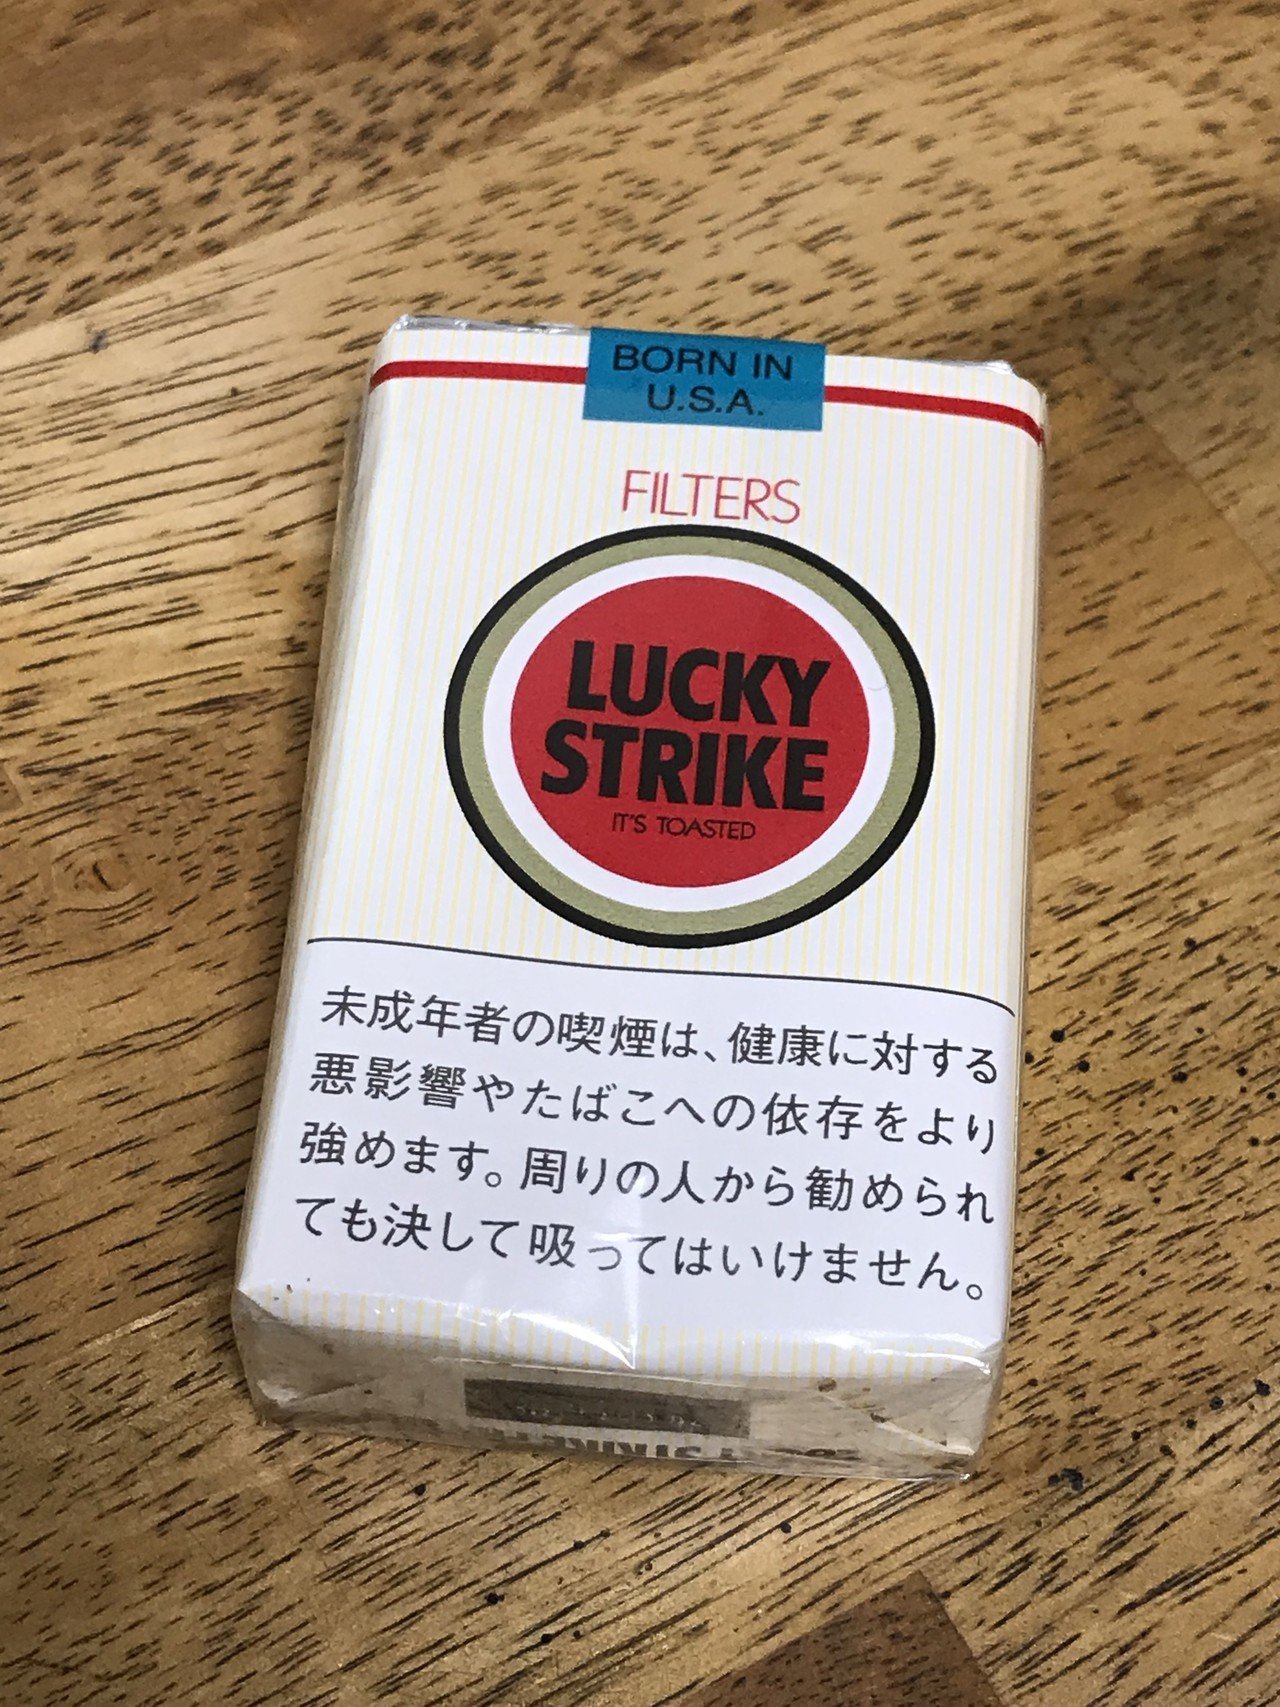 BORN IN
U.S.A.
FILTERS
LUCKY
STRIKE
IT'S TOASTED
未成年者の喫煙は、健康に対する
悪影響やたばこへの依存をより
強めます。周りの人から勧められ
ても決して吸ってはいけません。